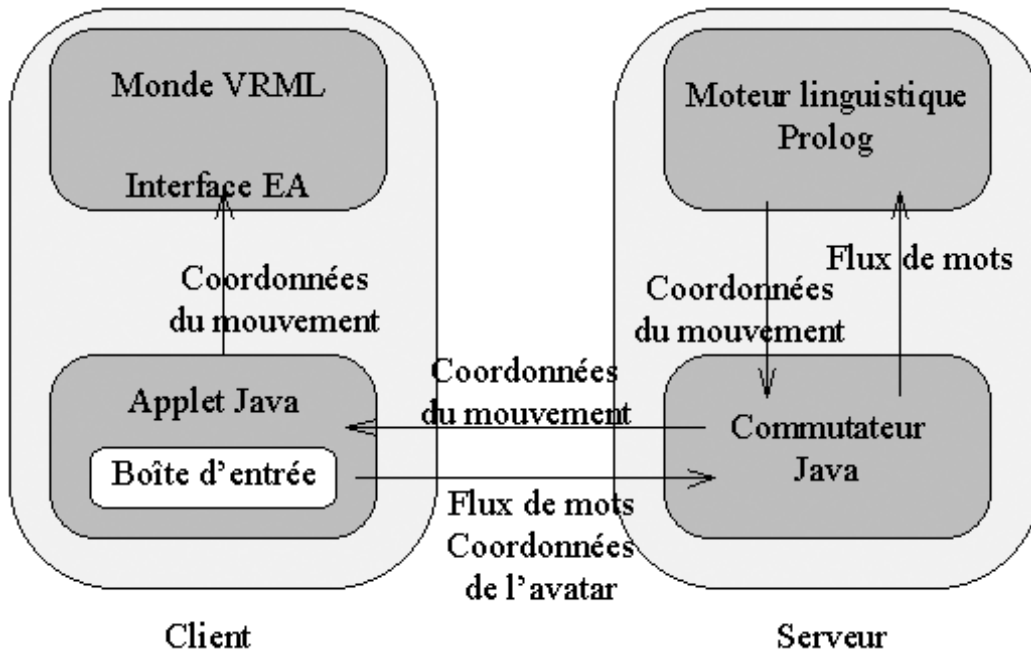 Monde VRML
Interface EA
Coordonnées
du mouvement
Applet Java
Boîte d'entrée
Client
Coordonnées
du mouvement
Flux de mots
Coordonnées
de l'avatar
Moteur linguistique
Prolog
Flux de mots
Coordonnées
du mouvement
Commutateur
Java
Serveur